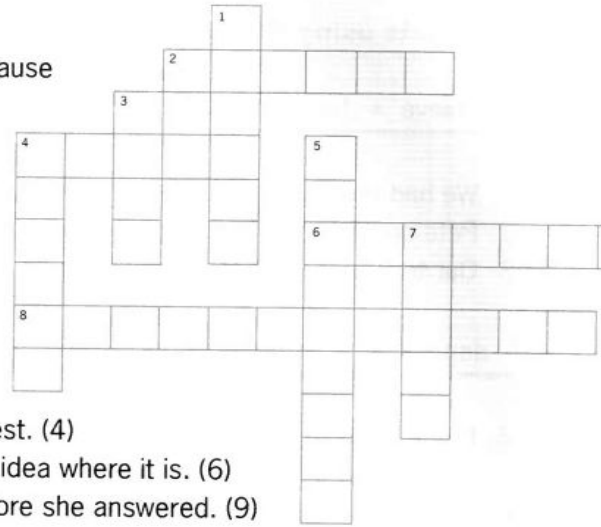 1
ause
2
3
4 5
6 7
8
est. (4)
idea where it is. (6)
ore she answered. (9)